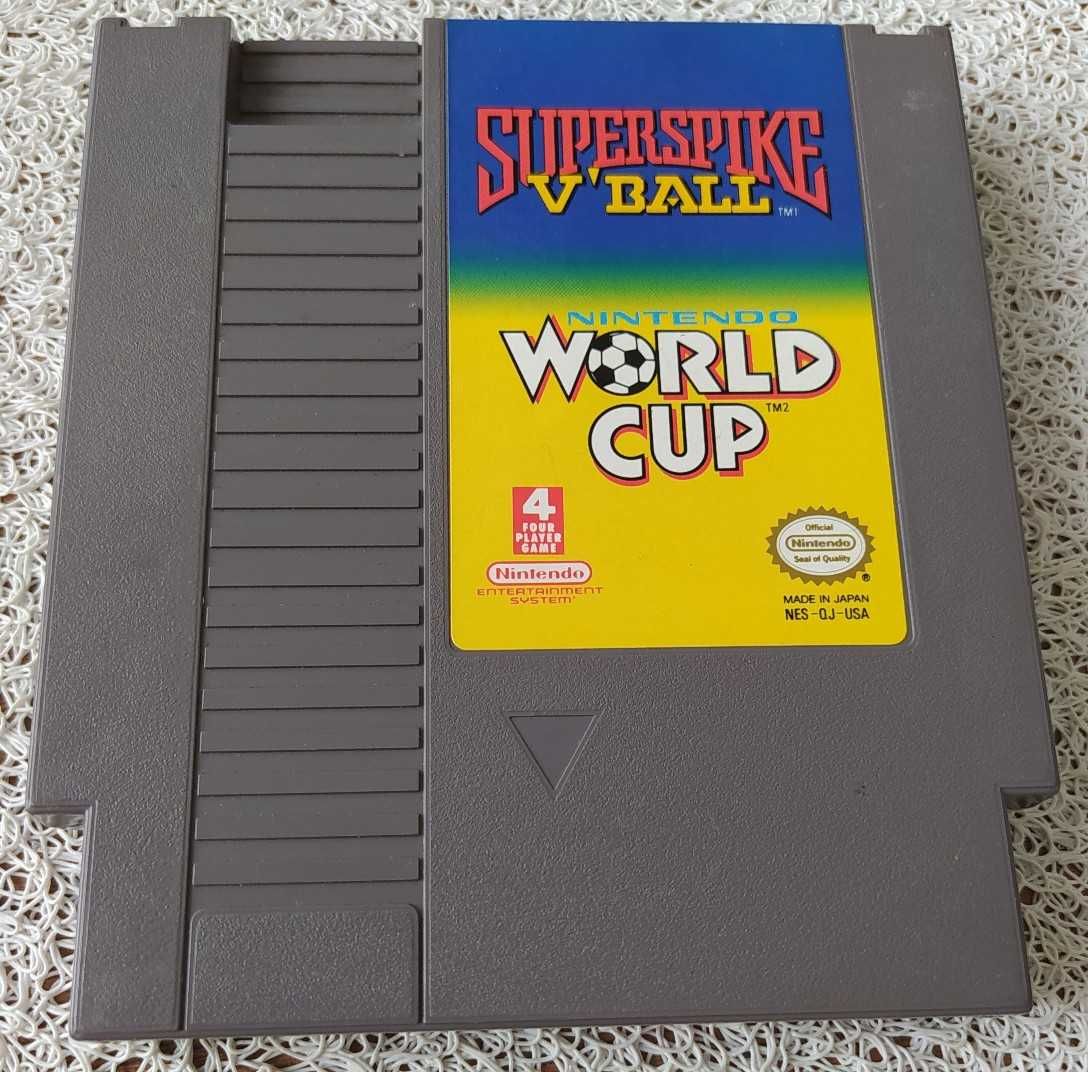 SUPERSPIKE
V'BALL TM1
NINTENDO
WORLD
CUP TM2
4
FOUR
PLAYER
GAME
Nintendo
ENTERTAINMENT
SYSTEM
Official
Nintendo
Seal of Quality
®
MADE IN JAPAN
NES-QJ-USA